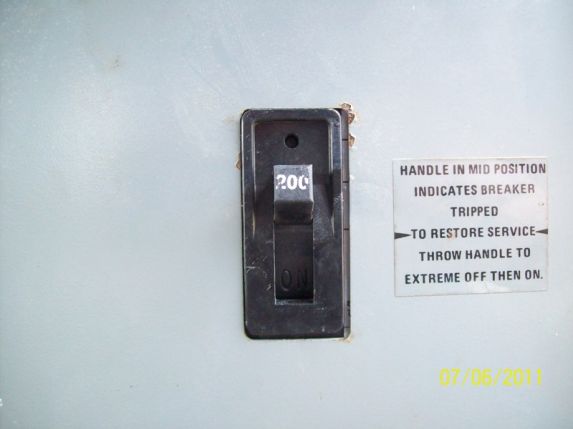 200
ON
HANDLE IN MID POSITION
INDICATES BREAKER
TRIPPED
TO RESTORE SERVICE
THROW HANDLE TO
EXTREME OFF THEN ON.
07/06/2011